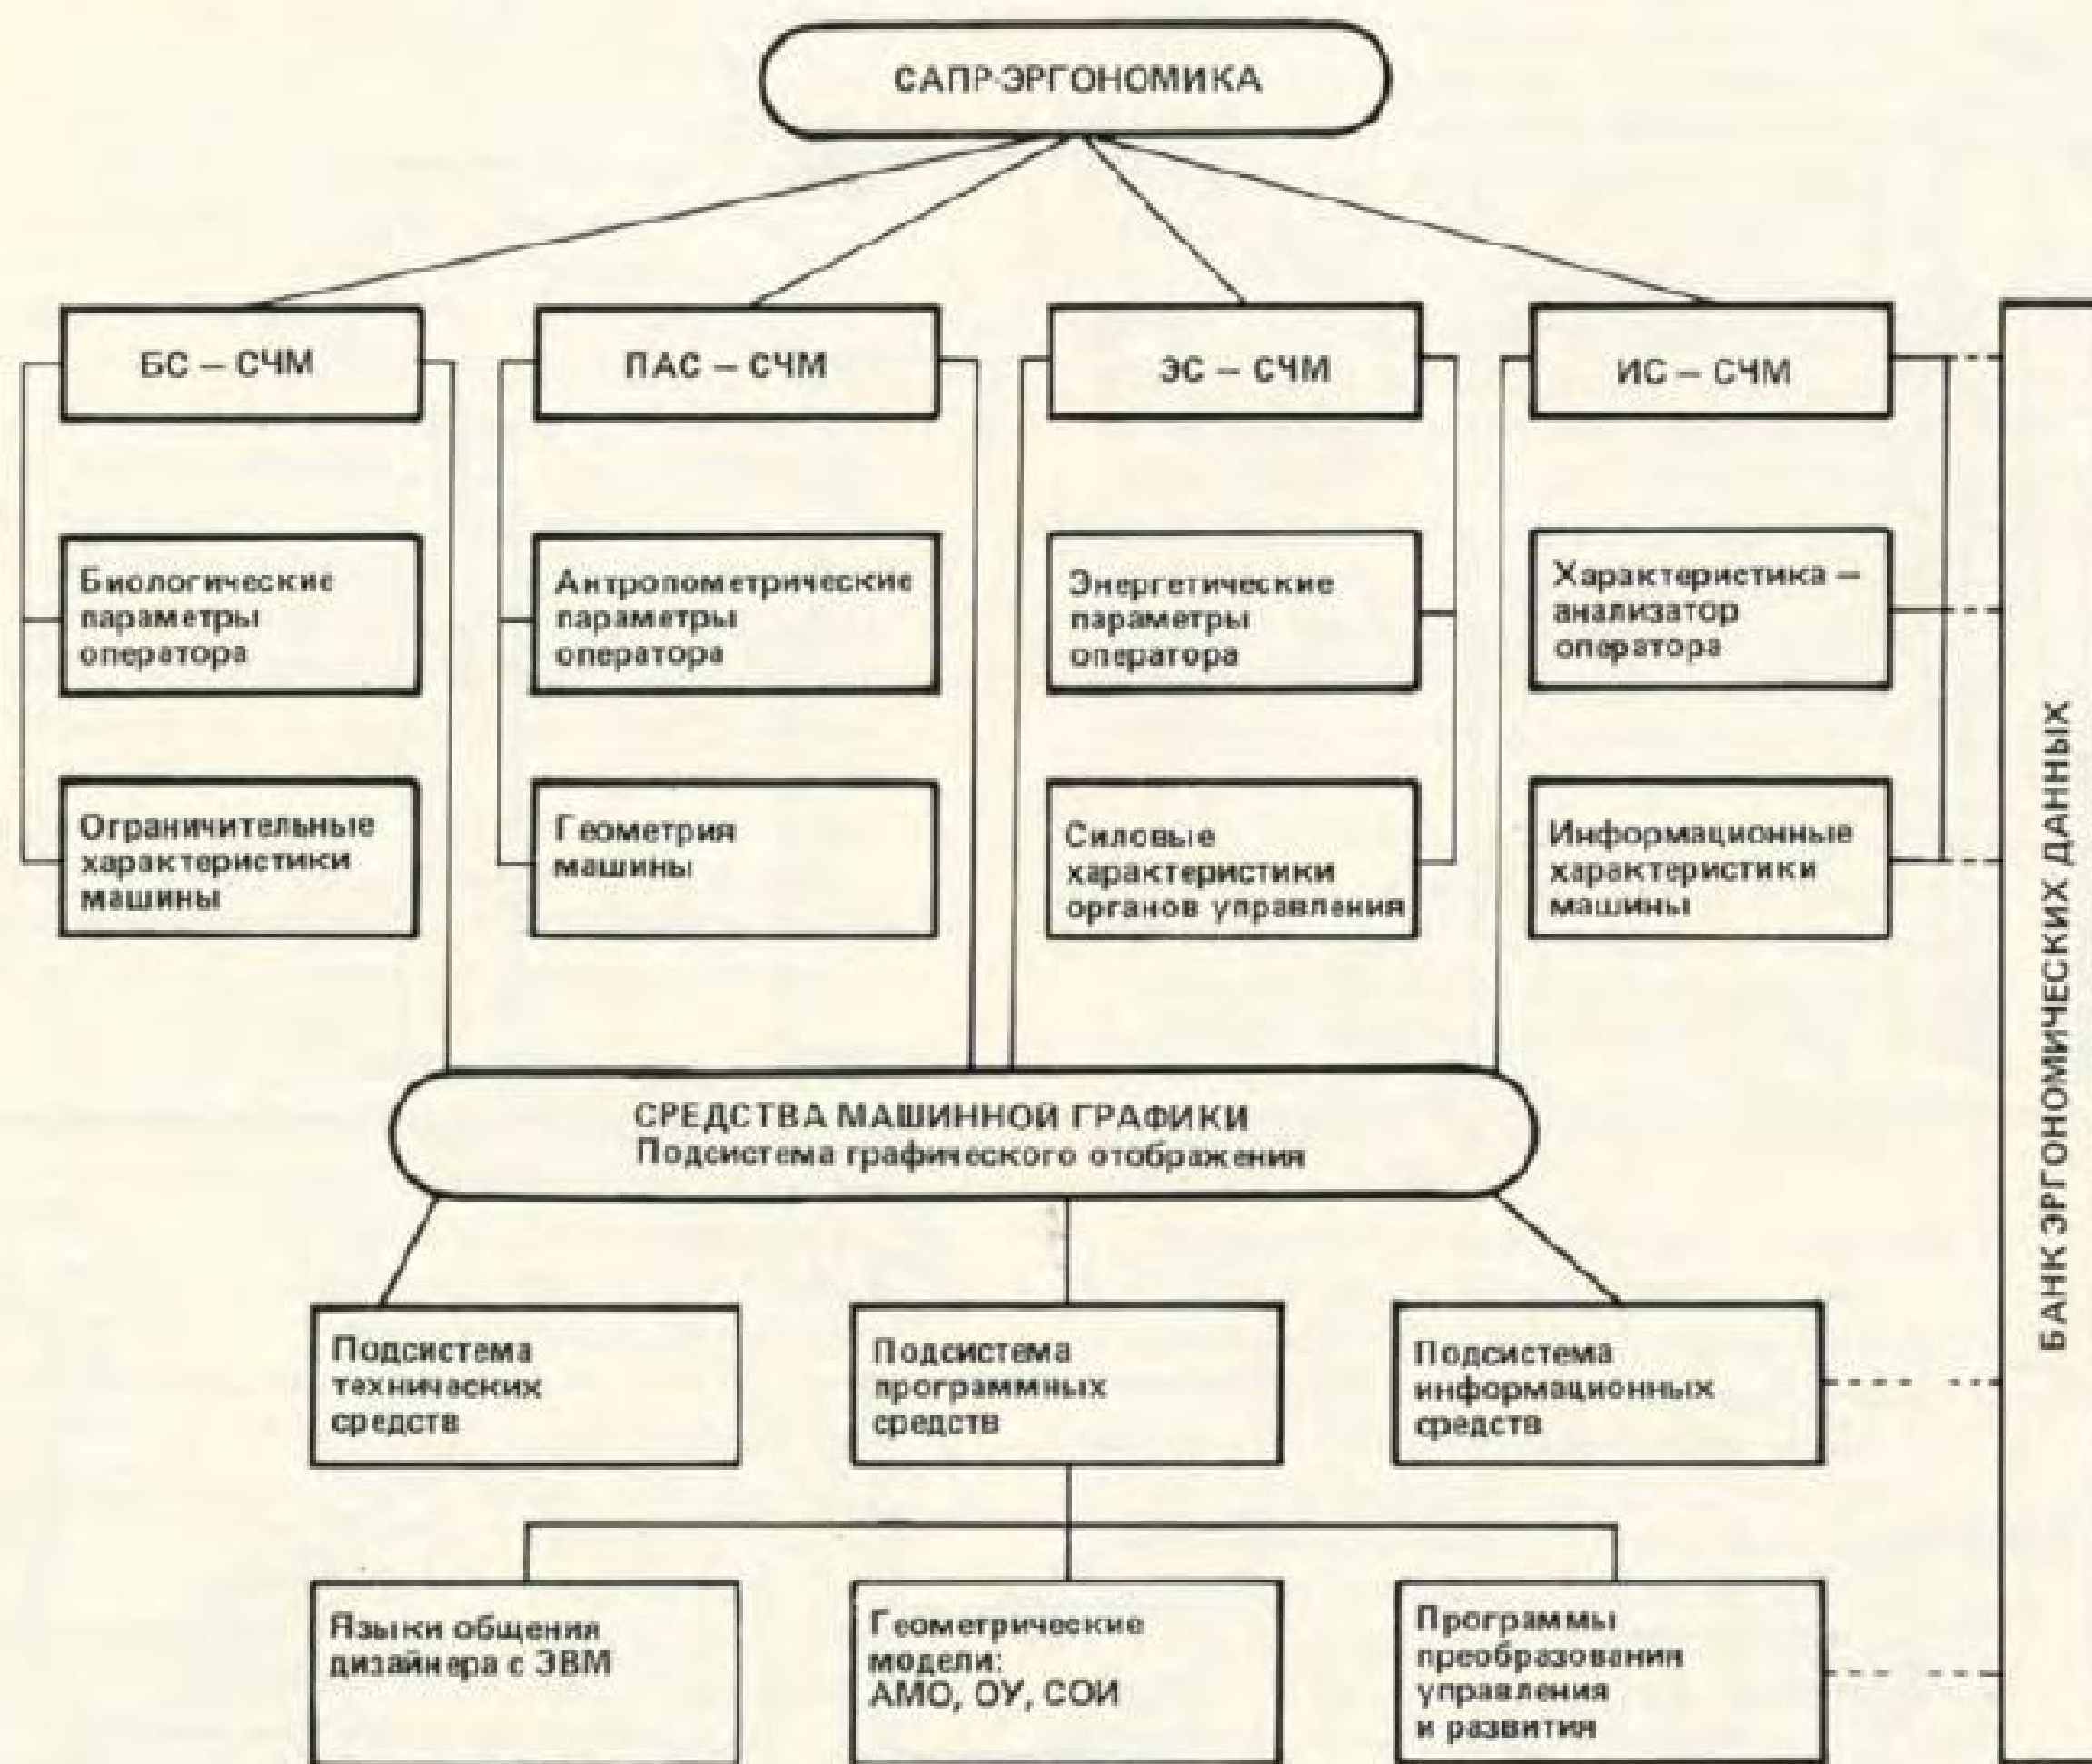 САПР-ЭРГОНОМИКА
БС – СЧМ
ПАС – СЧМ
ЭС – СЧМ
ИС – СЧМ
Биологические
параметры
оператора
Антропометрические
параметры
оператора
Энергетические
параметры
оператора
Характеристика –
анализатор
оператора
Ограничительные
характеристики
машины
Геометрия
машины
Силовые
характеристики
органов управления
Информационные
характеристики
машины
БАНК ЭРГОНОМИЧЕСКИХ ДАННЫХ
СРЕДСТВА МАШИННОЙ ГРАФИКИ
Подсистема графического отображения
Подсистема
технических
средств
Подсистема
программных
средств
Подсистема
информационных
средств
Языки общения
дизайнера с ЭВМ
Геометрические
модели:
АМО, ОУ, СОИ
Программы
преобразования
управления
и развития